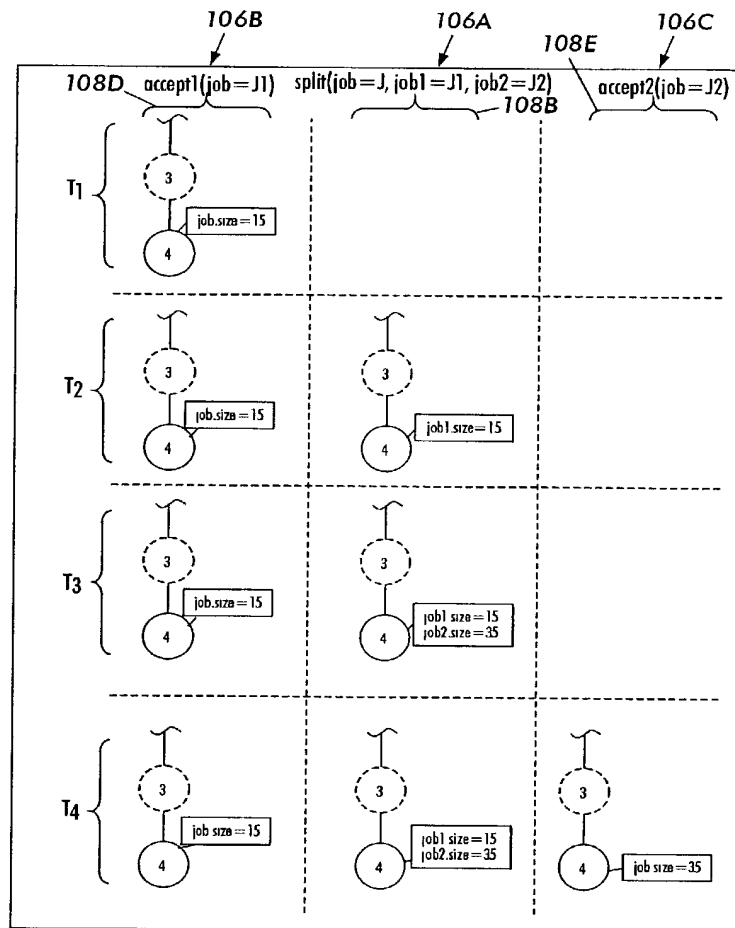 106B
106A
106C
108E
108D
accept1(job=J1)
split(job=J, job1=J1, job2=J2)
accept2(job=J2)
108B
T1
3
job.size=15
4
T2
3
3
job.size=15
job1.size=15
4
4
T3
3
3
job.size=15
job1 size=15
job2.size=35
4
4
T4
3
3
3
job size=15
job1 size=15
job2.size=35
4
4
4
job size=35